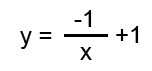 y = -1/x +1